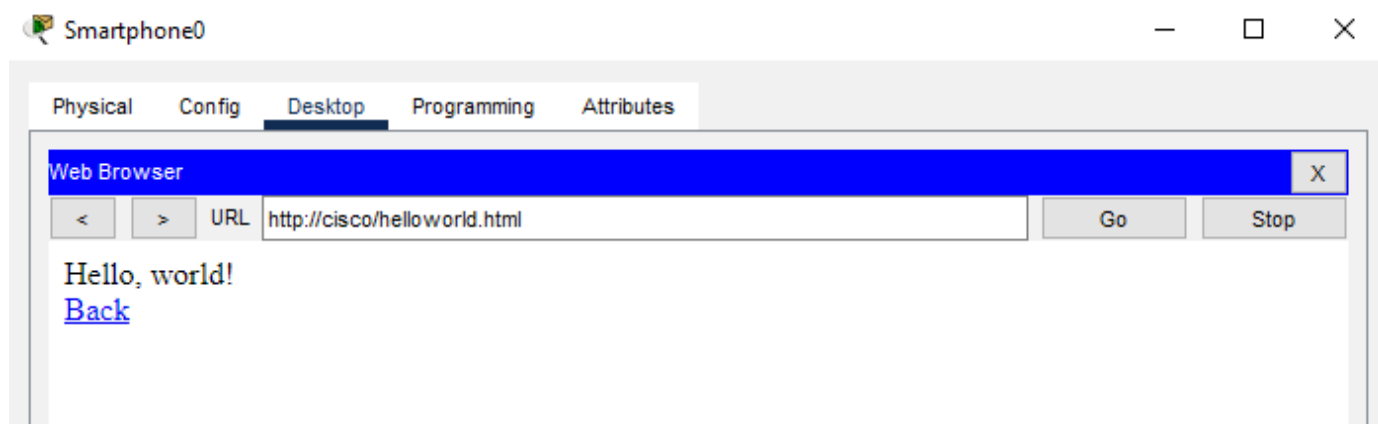 Smartphone0
Physical Config Desktop Programming Attributes
Web Browser X
< > URL http://cisco/helloworld.html Go Stop
Hello, world!
Back